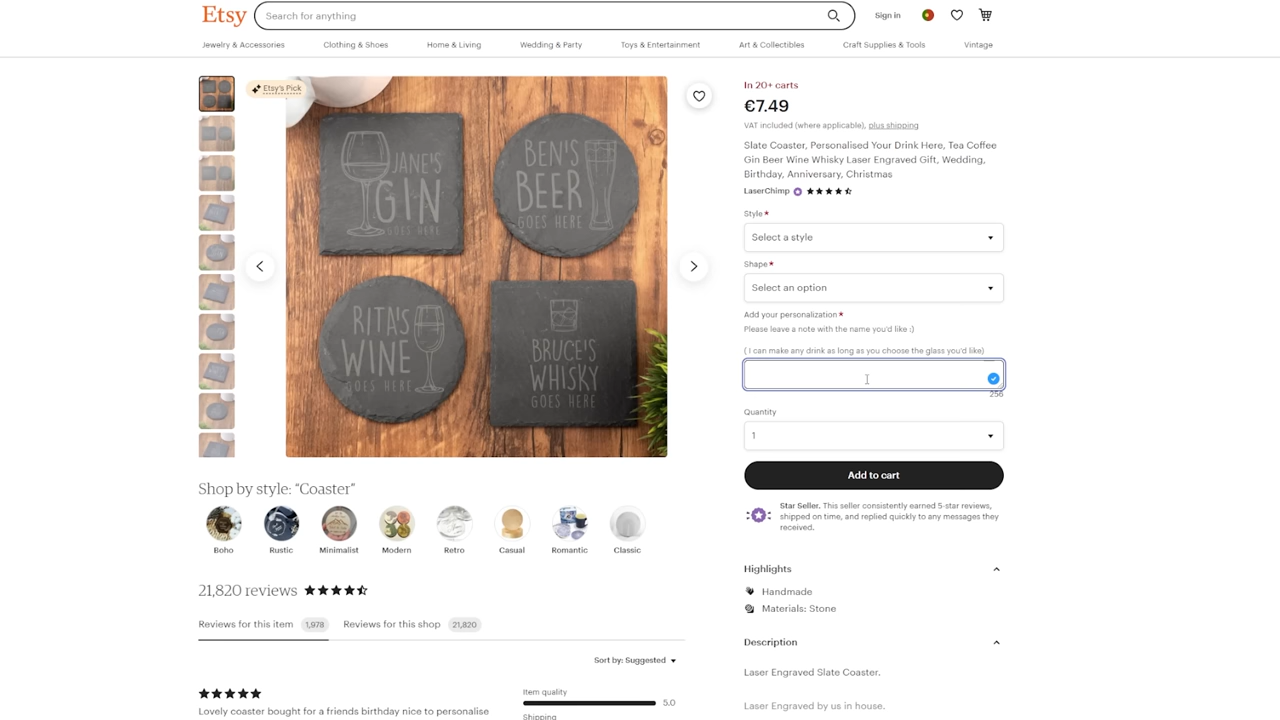 Etsy
Search for anything
Sign in
Jewelry & Accessories
Clothing & Shoes
Home & Living
Wedding & Party
Toys & Entertainment
Art & Collectibles
Craft Supplies & Tools
Vintage
Etsy's Pick
JANE'S
GIN
GOES HERE
BEN'S
BEER
GOES HERE
RITA'S
WINE
GOES HERE
BRUCE'S
WHISKY
GOES HERE
In 20+ carts
€7.49
VAT included (where applicable), plus shipping
Slate Coaster, Personalised Your Drink Here, Tea Coffee
Gin Beer Wine Whisky Laser Engraved Gift, Wedding,
Birthday, Anniversary, Christmas
LaserChimp
Style *
Select a style
Shape *
Select an option
Add your personalization *
Please leave a note with the name you'd like :)
( I can make any drink as long as you choose the glass you'd like)
256
Quantity
1
Add to cart
Star Seller. This seller consistently earned 5-star reviews,
shipped on time, and replied quickly to any messages they
received.
Highlights
Handmade
Materials: Stone
Description
Laser Engraved Slate Coaster.
Laser Engraved by us in house.
Shop by style: "Coaster"
Boho
Rustic
Minimalist
Modern
Retro
Casual
Romantic
Classic
21,820 reviews
Reviews for this item 1,978
Reviews for this shop 21,820
Sort by: Suggested
Lovely coaster bought for a friends birthday nice to personalise
Item quality
5.0
Shipping